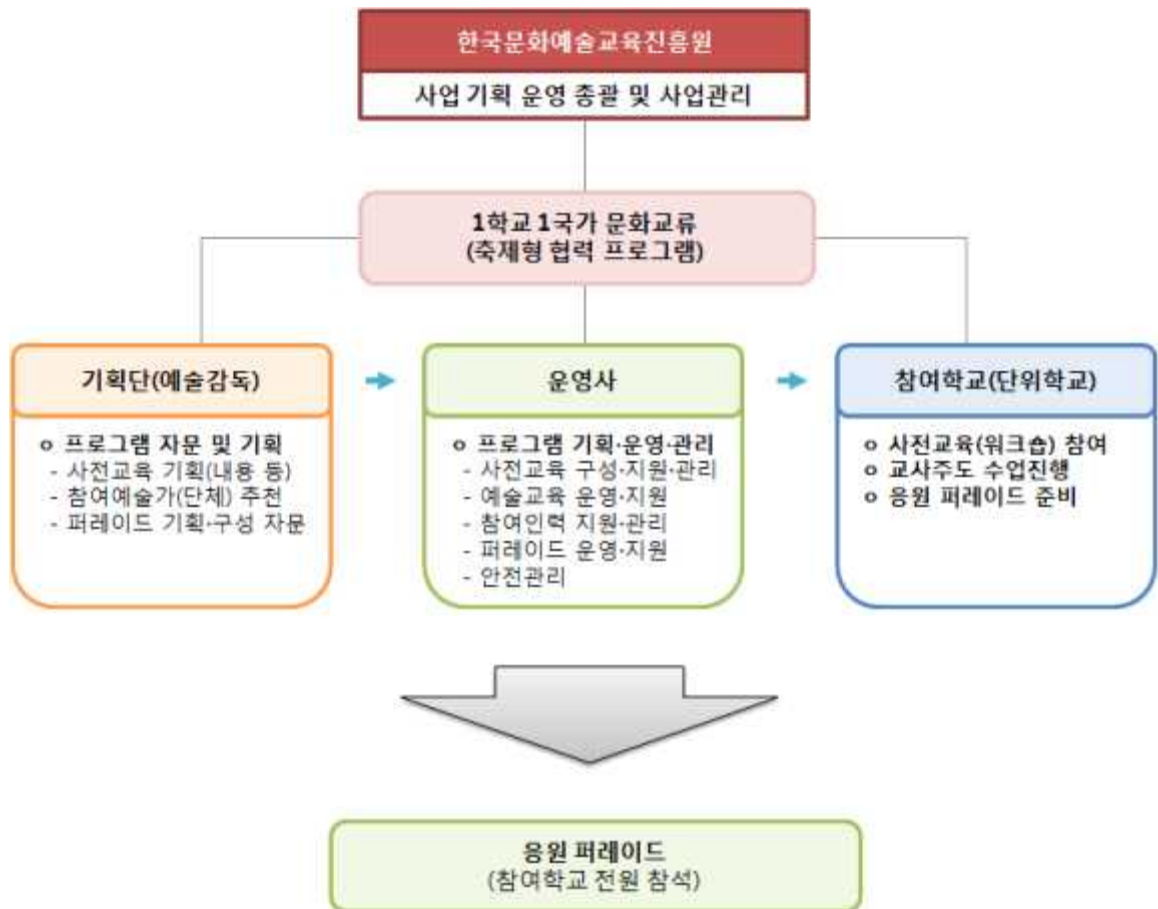 한국문화예술교육진흥원
사업 기획 운영 총괄 및 사업관리
1학교 1국가 문화교류
(축제형 협력 프로그램)
기획단(예술감독)
o 프로그램 자문 및 기획
- 사전교육 기획(내용 등)
- 참여예술가(단체) 추천
- 퍼레이드 기획·구성 자문
운영사
o 프로그램 기획·운영·관리
- 사전교육 구성·지원·관리
- 예술교육 운영·지원
- 참여인력 지원·관리
- 퍼레이드 운영·지원
- 안전관리
참여학교(단위학교)
o 사전교육(워크숍) 참여
o 교사주도 수업진행
o 응원 퍼레이드 준비
응원 퍼레이드
(참여학교 전원 참석)